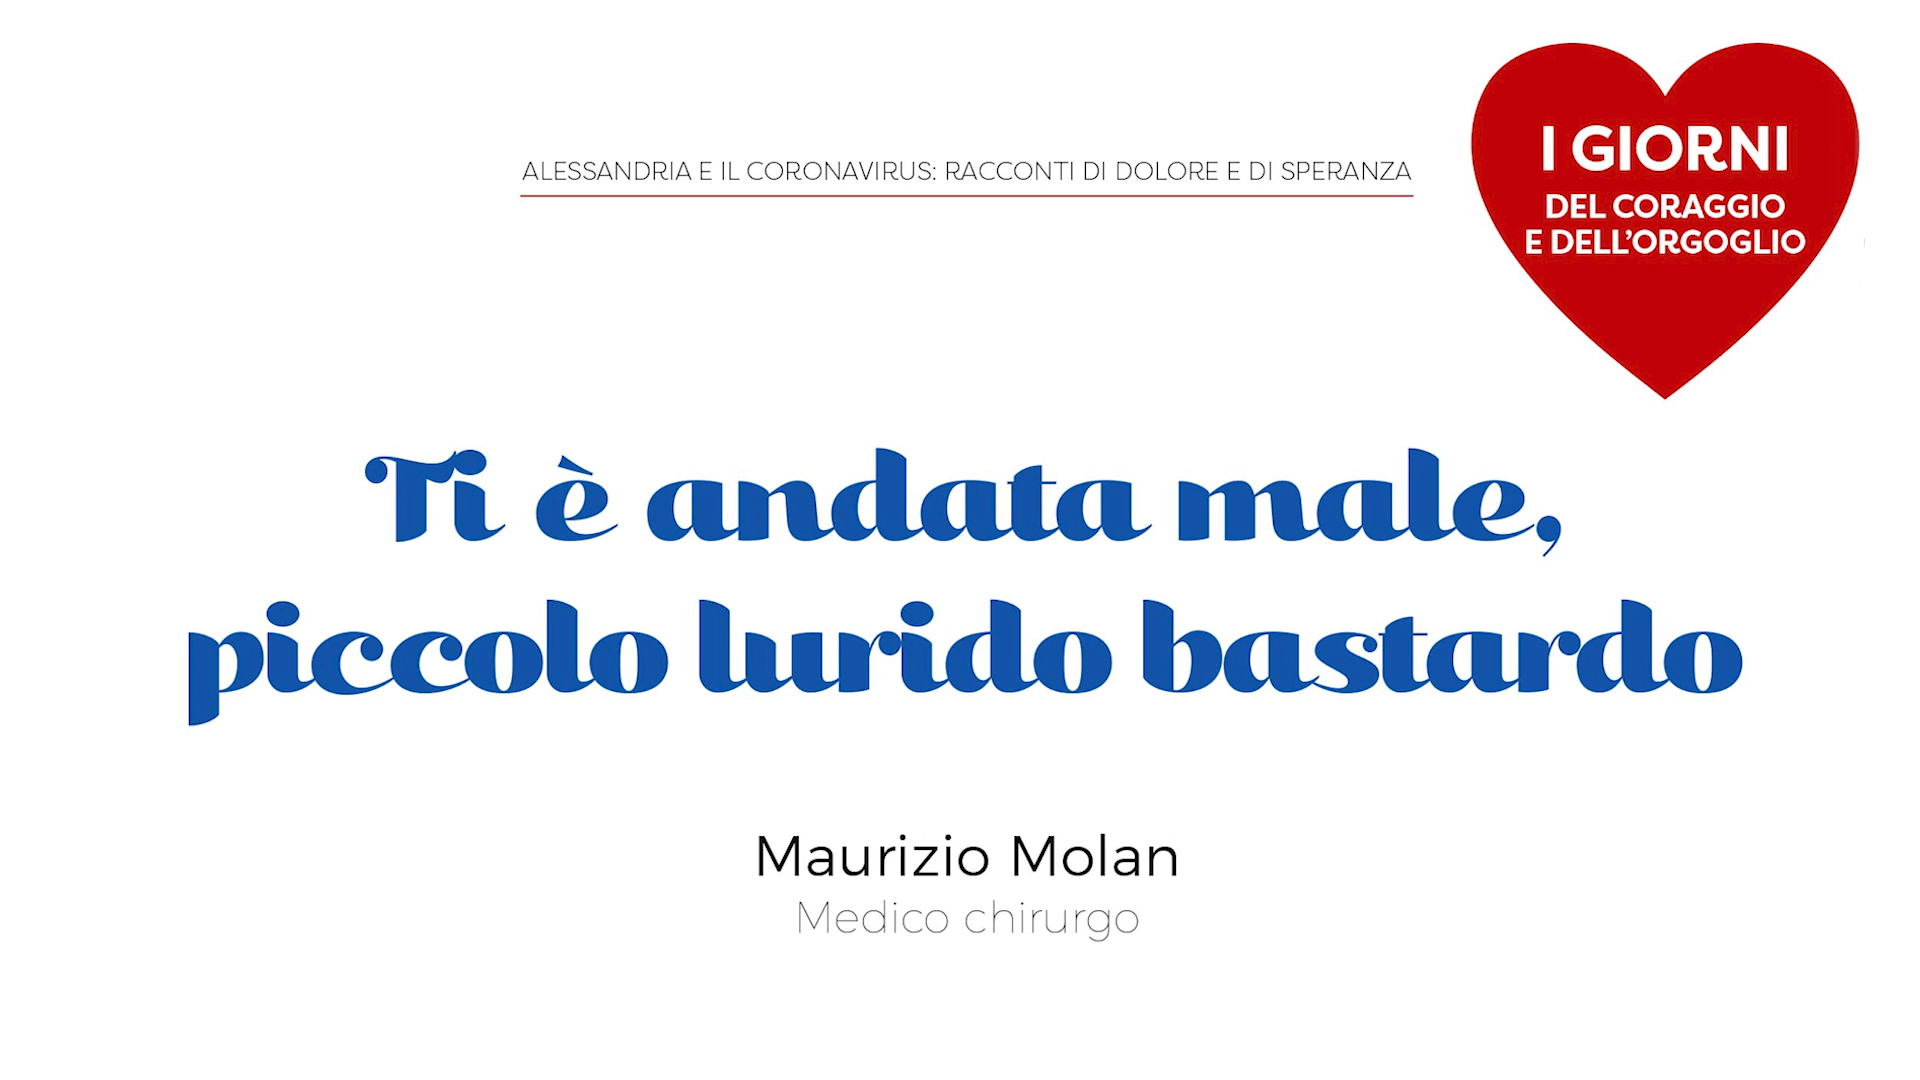 ALESSANDRIA E IL CORONAVIRUS: RACCONTI DI DOLORE E DI SPERANZA
I GIORNI
DEL CORAGGIO
E DELL'ORGOGLIO
Ti è andata male,
piccolo lurido bastardo
Maurizio Molan
Medico chirurgo